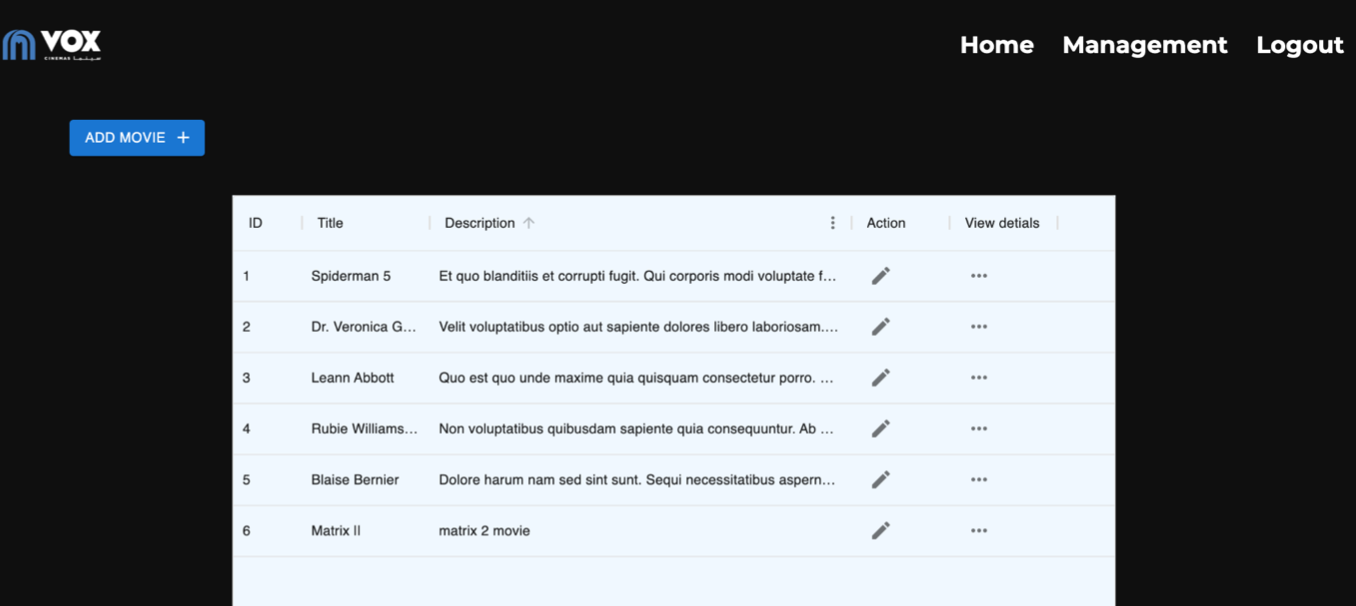 VOX
CINEMAS سينما
Home Management Logout
ADD MOVIE +
ID Title Description Action View detials
1 Spiderman 5 Et quo blanditiis et corrupti fugit. Qui corporis modi voluptate f...
2 Dr. Veronica G... Velit voluptatibus optio aut sapiente dolores libero laboriosam....
3 Leann Abbott Quo est quo unde maxime quia quisquam consectetur porro. ...
4 Rubie Williams... Non voluptatibus quibusdam sapiente quia consequuntur. Ab ...
5 Blaise Bernier Dolore harum nam sed sint sunt. Sequi necessitatibus aspern...
6 Matrix II matrix 2 movie